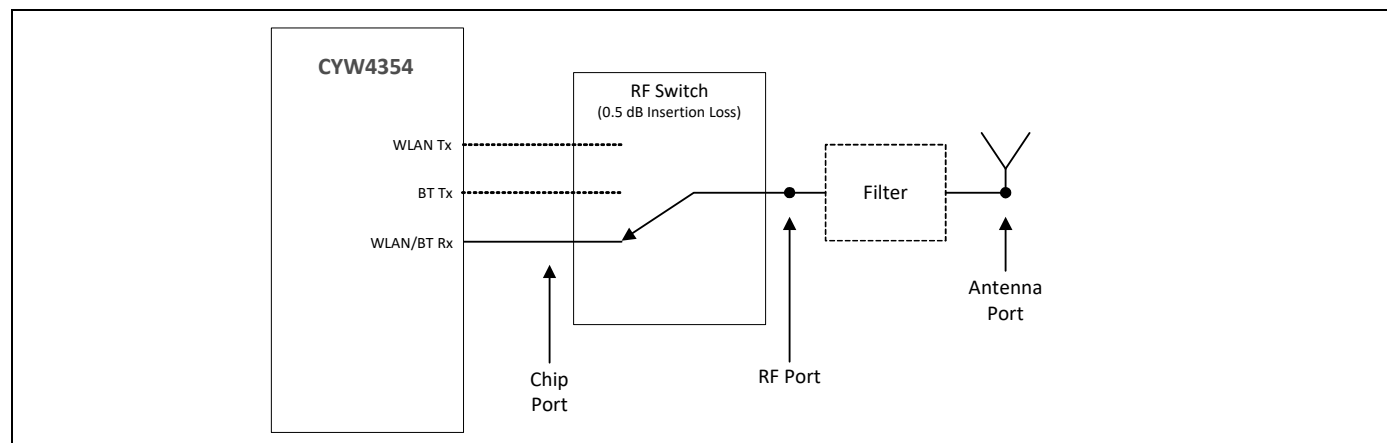 CYW4354
RF Switch
(0.5 dB Insertion Loss)
WLAN Tx
BT Tx
WLAN/BT Rx
Filter
Chip
Port
RF Port
Antenna
Port